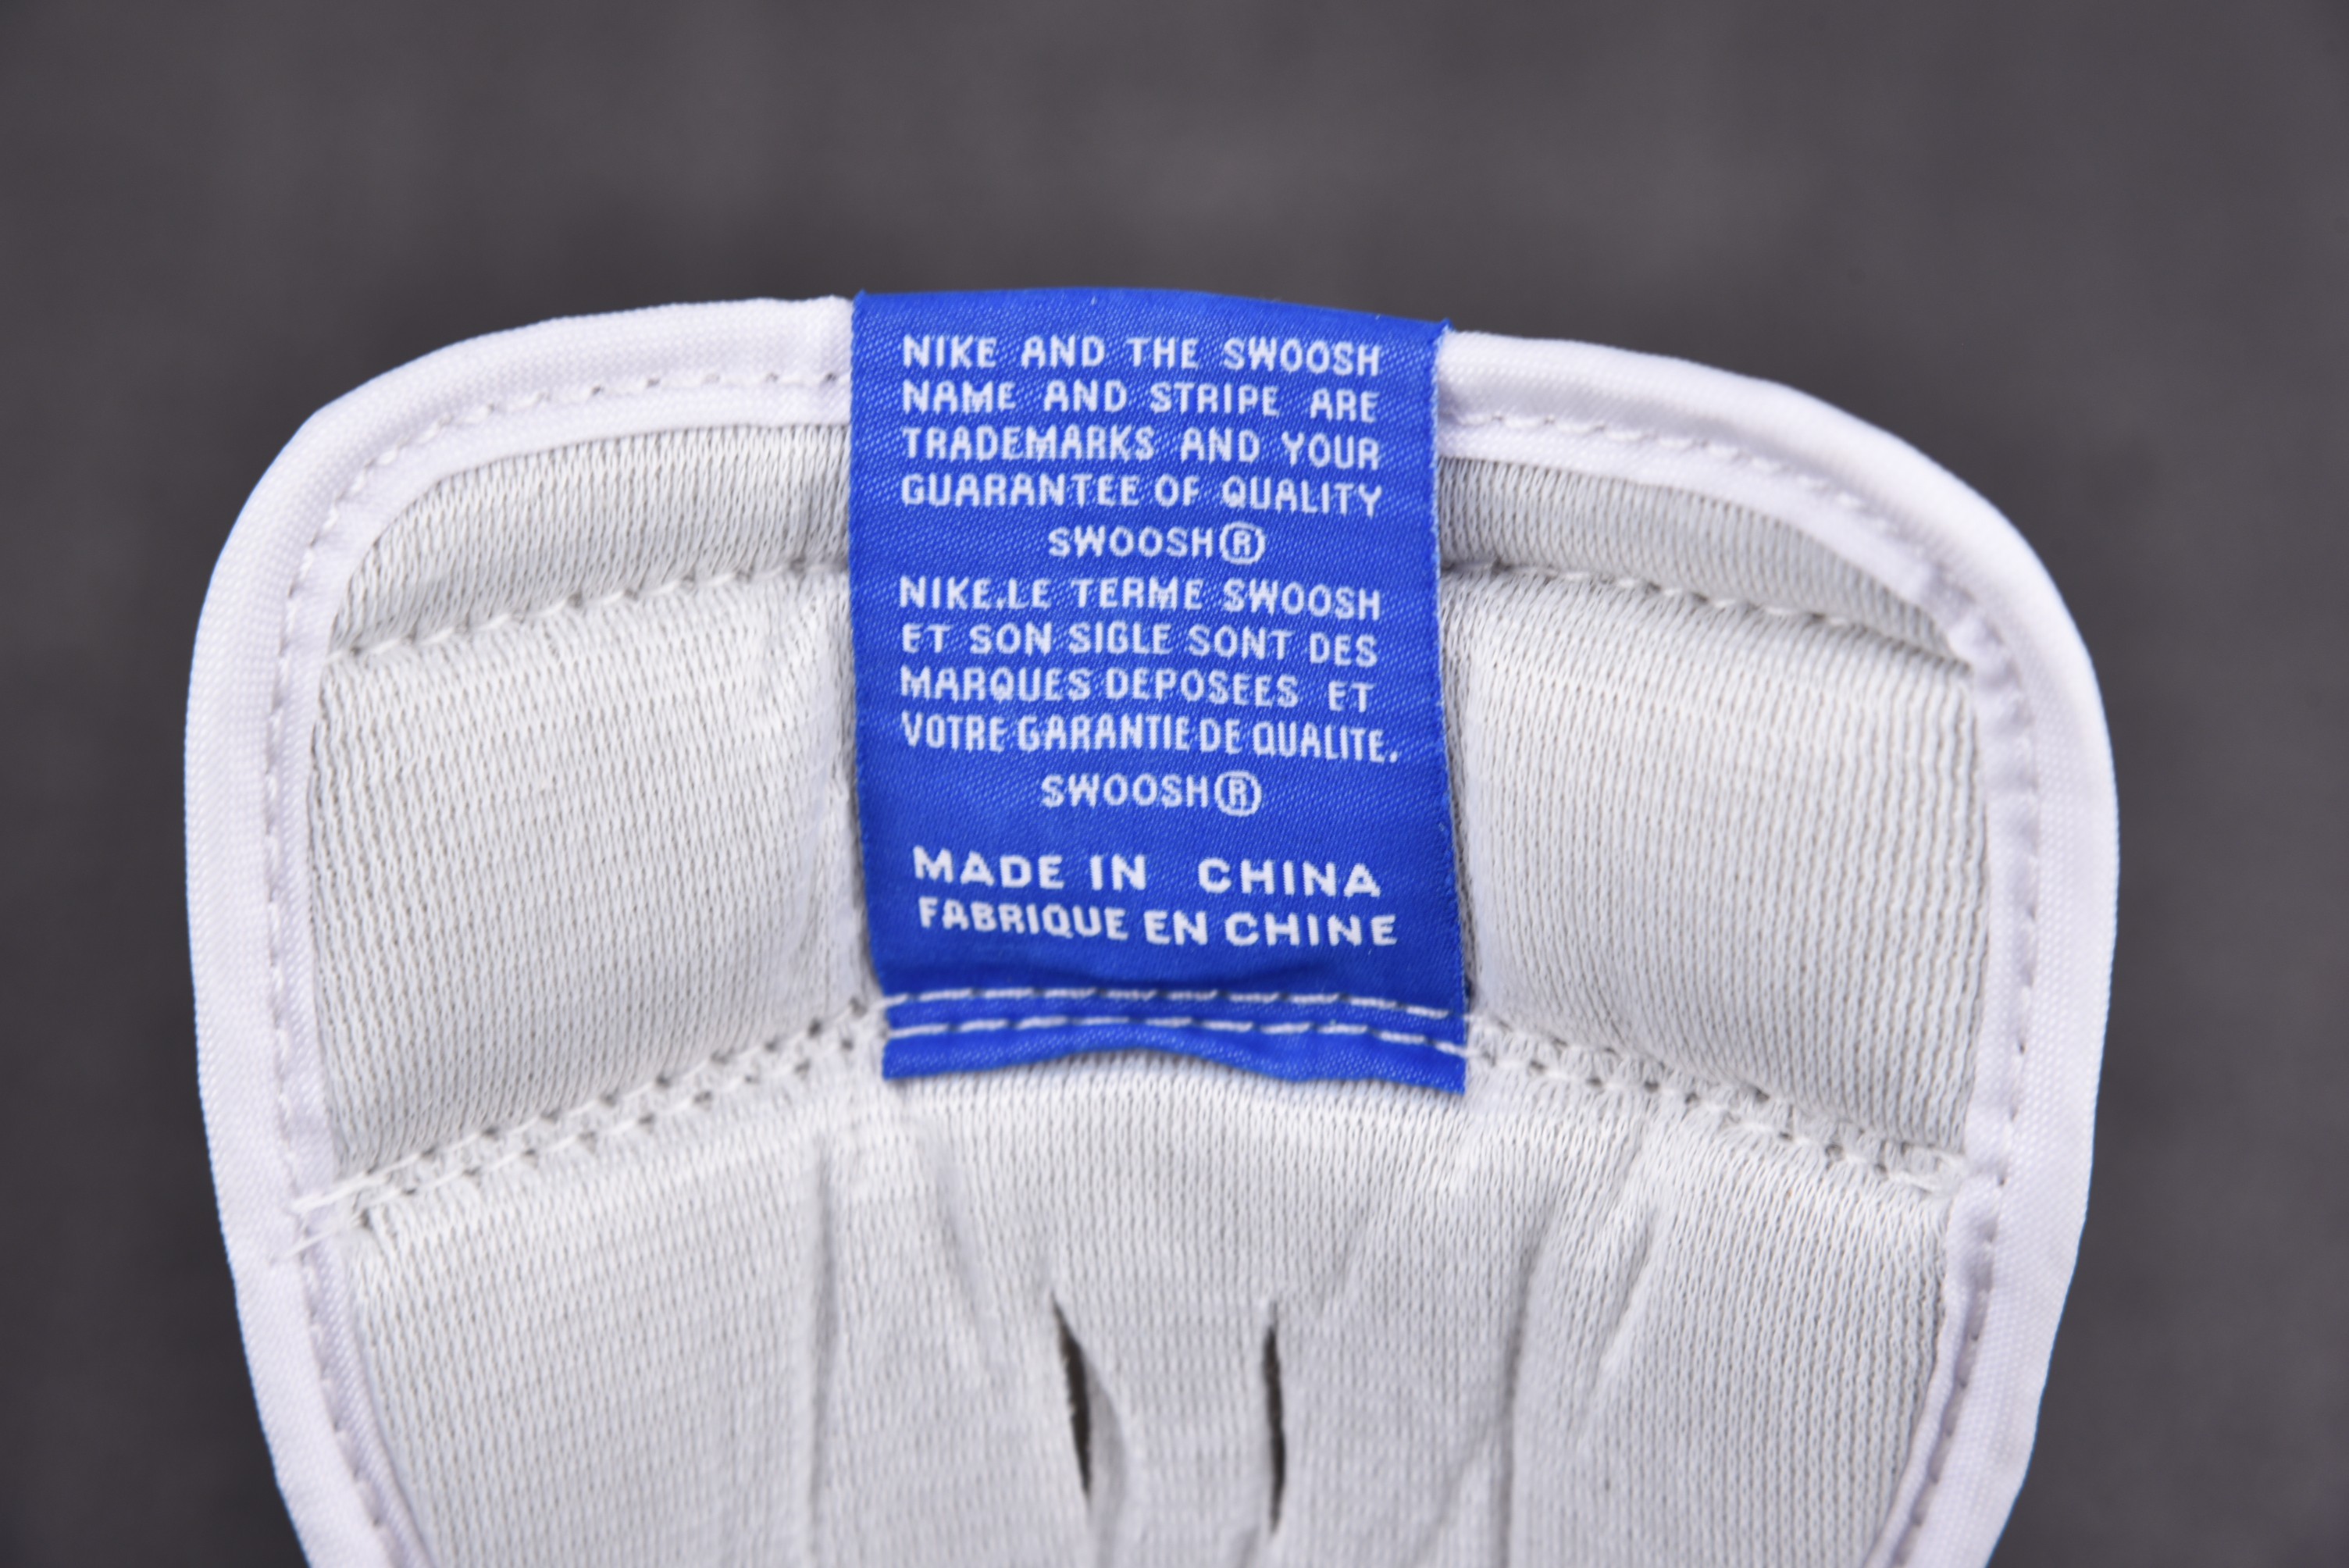 NIKE AND THE SWOOSH
NAME AND STRIPE ARE
TRADEMARKS AND YOUR
GUARANTEE OF QUALITY
SWOOSH®
NIKE.LE TERME SWOOSH
ET SON SIGLE SONT DES
MARQUES DEPOSEES ET
VOTRE GARANTIE DE QUALITE.
SWOOSH®
MADE IN CHINA
FABRIQUE EN CHINE